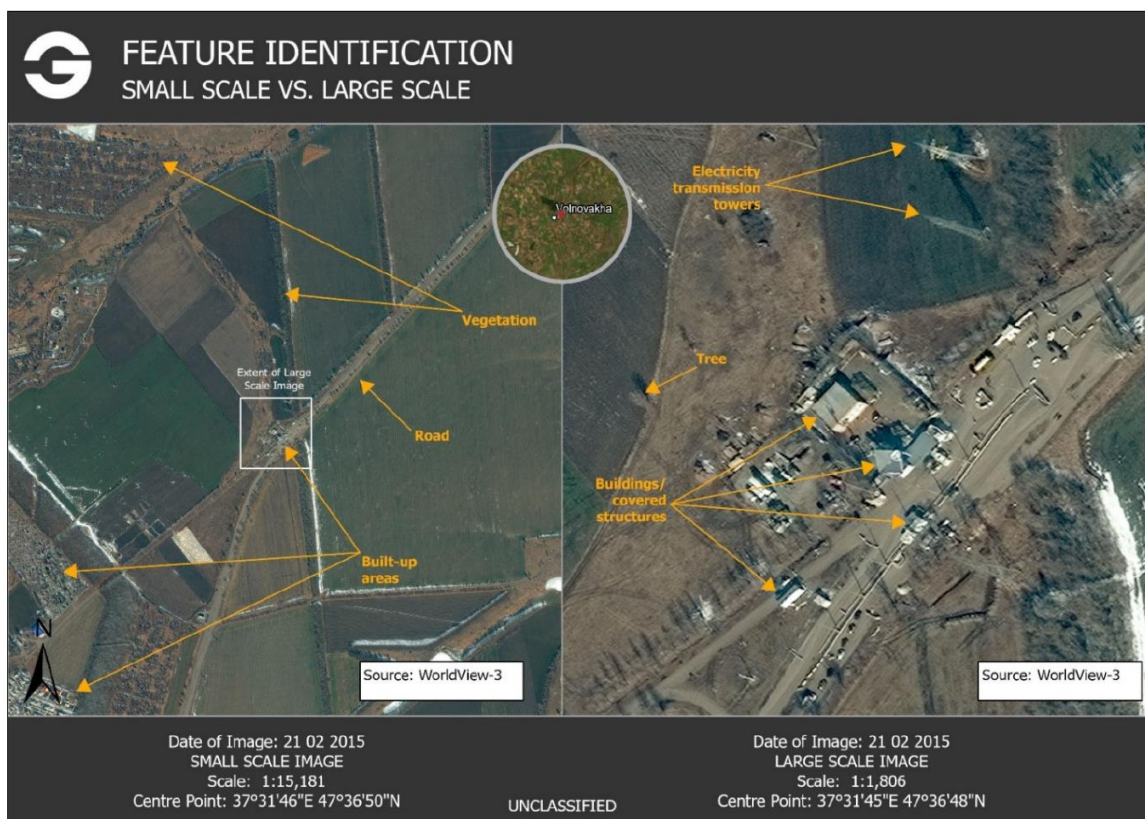 FEATURE IDENTIFICATION
SMALL SCALE VS. LARGE SCALE
Volnovakha
Vegetation
Extent of Large
Scale Image
Road
Built-up
areas
N
Source: WorldView-3
Electricity
transmission
towers
Tree
Buildings/
covered
structures
Source: WorldView-3
Date of Image: 21 02 2015
SMALL SCALE IMAGE
Scale: 1:15,181
Centre Point: 37°31'46"E 47°36'50"N
UNCLASSIFIED
Date of Image: 21 02 2015
LARGE SCALE IMAGE
Scale: 1:1,806
Centre Point: 37°31'45"E 47°36'48"N